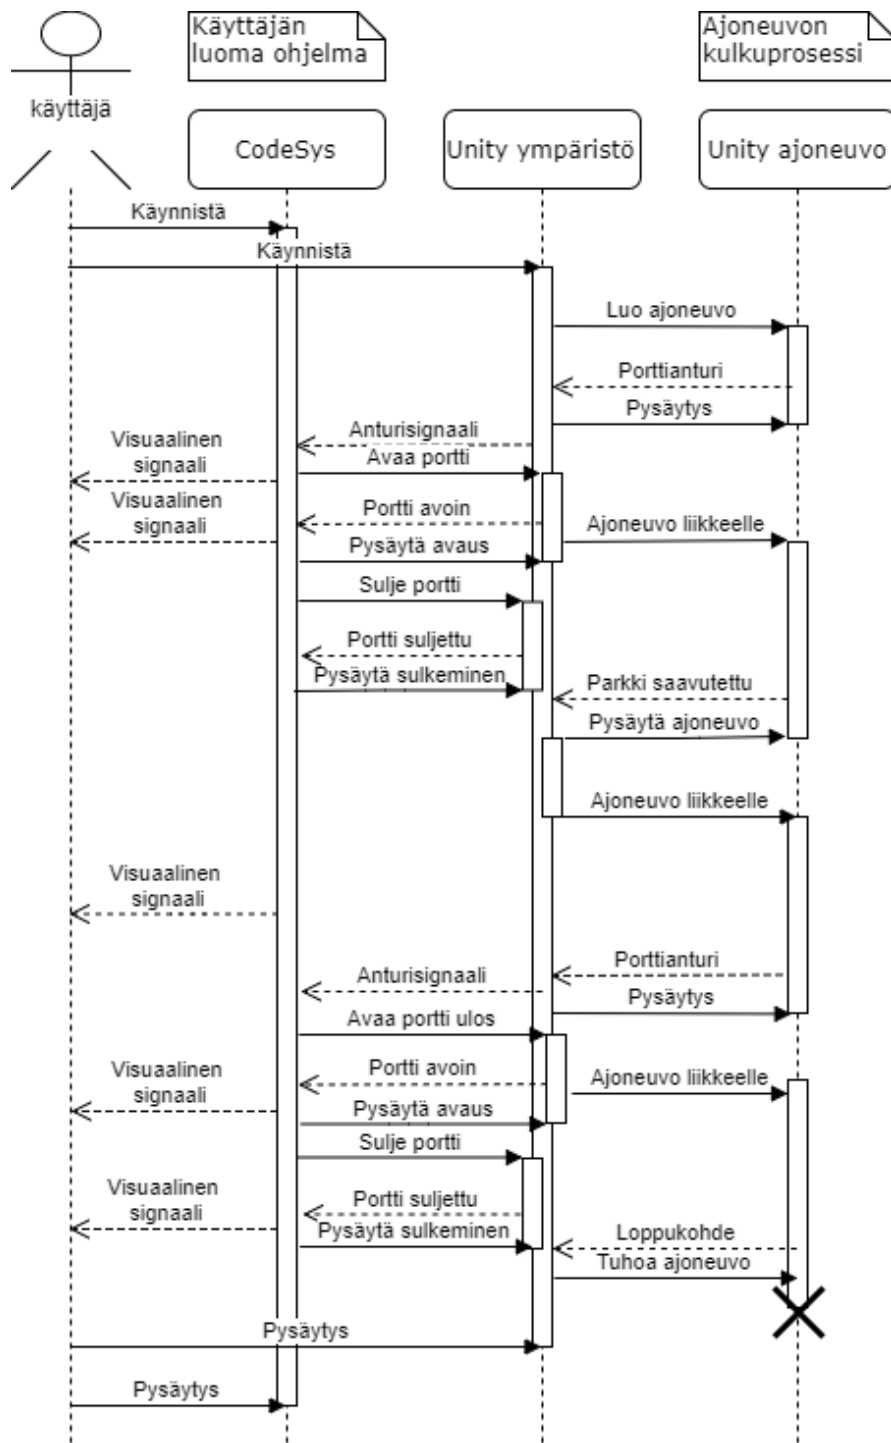 Käyttäjän
luoma ohjelma
Ajoneuvon
kulkuprosessi
käyttäjä
CodeSys
Unity ympäristö
Unity ajoneuvo
Käynnistä
Käynnistä
Luo ajoneuvo
Porttianturi
Pysäytys
Anturisignaali
Visuaalinen
signaali
Avaa portti
Visuaalinen
signaali
Portti avoin
Ajoneuvo liikkeelle
Pysäytä avaus
Sulje portti
Portti suljettu
Pysäytä sulkeminen
Parkki saavutettu
Pysäytä ajoneuvo
Ajoneuvo liikkeelle
Visuaalinen
signaali
Porttianturi
Anturisignaali
Pysäytys
Avaa portti ulos
Portti avoin
Visuaalinen
signaali
Ajoneuvo liikkeelle
Pysäytä avaus
Sulje portti
Visuaalinen
signaali
Portti suljettu
Pysäytä sulkeminen
Loppukohde
Tuhoa ajoneuvo
Pysäytys
Pysäytys